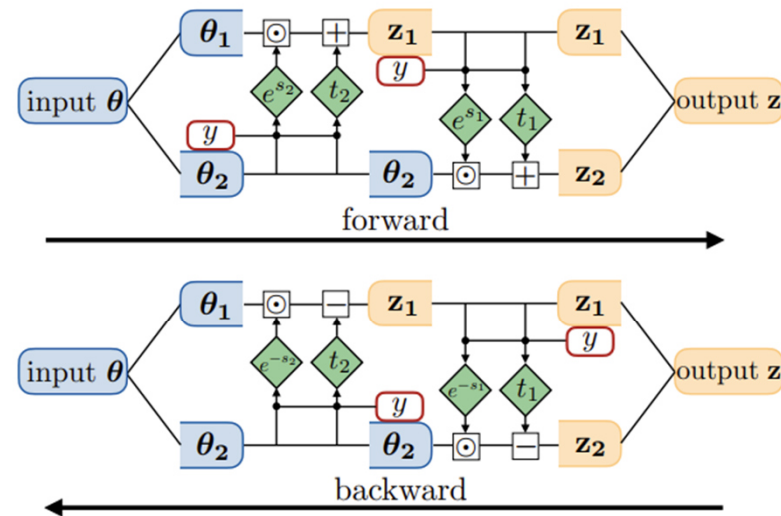 θ₁ ⊙ + z₁ z₁
y
input θ e^{s₂} t₂ e^{s₁} t₁ output z
y
θ₂ θ₂ ⊙ + z₂
forward
θ₁ ⊙ − z₁ z₁
y
input θ e^{-s₂} t₂ e^{-s₁} t₁ output z
y
θ₂ θ₂ ⊙ − z₂
backward